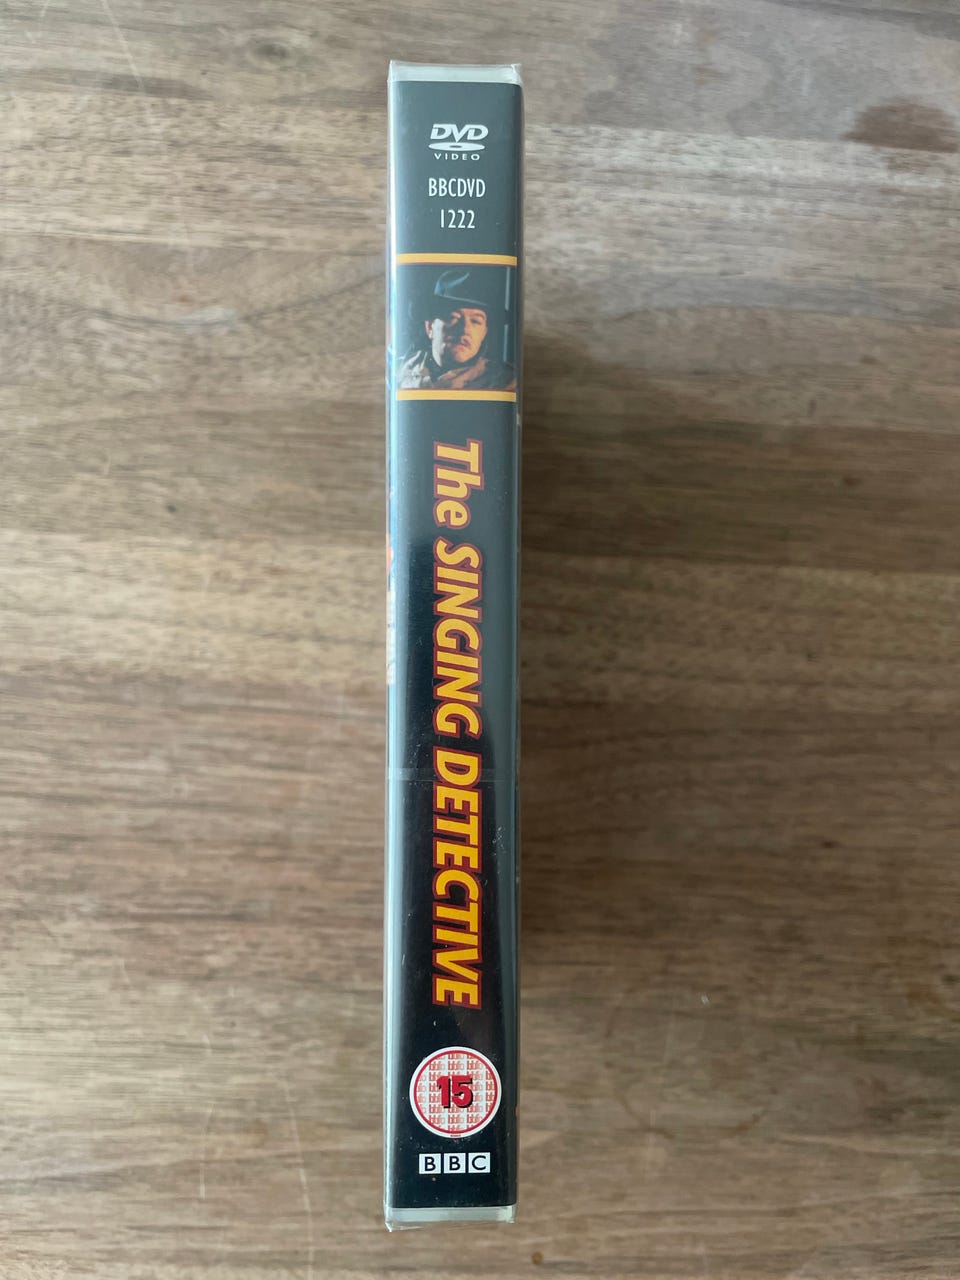 DVD
VIDEO
BBCDVD
1222
The SINGING DETECTIVE
15
BBC